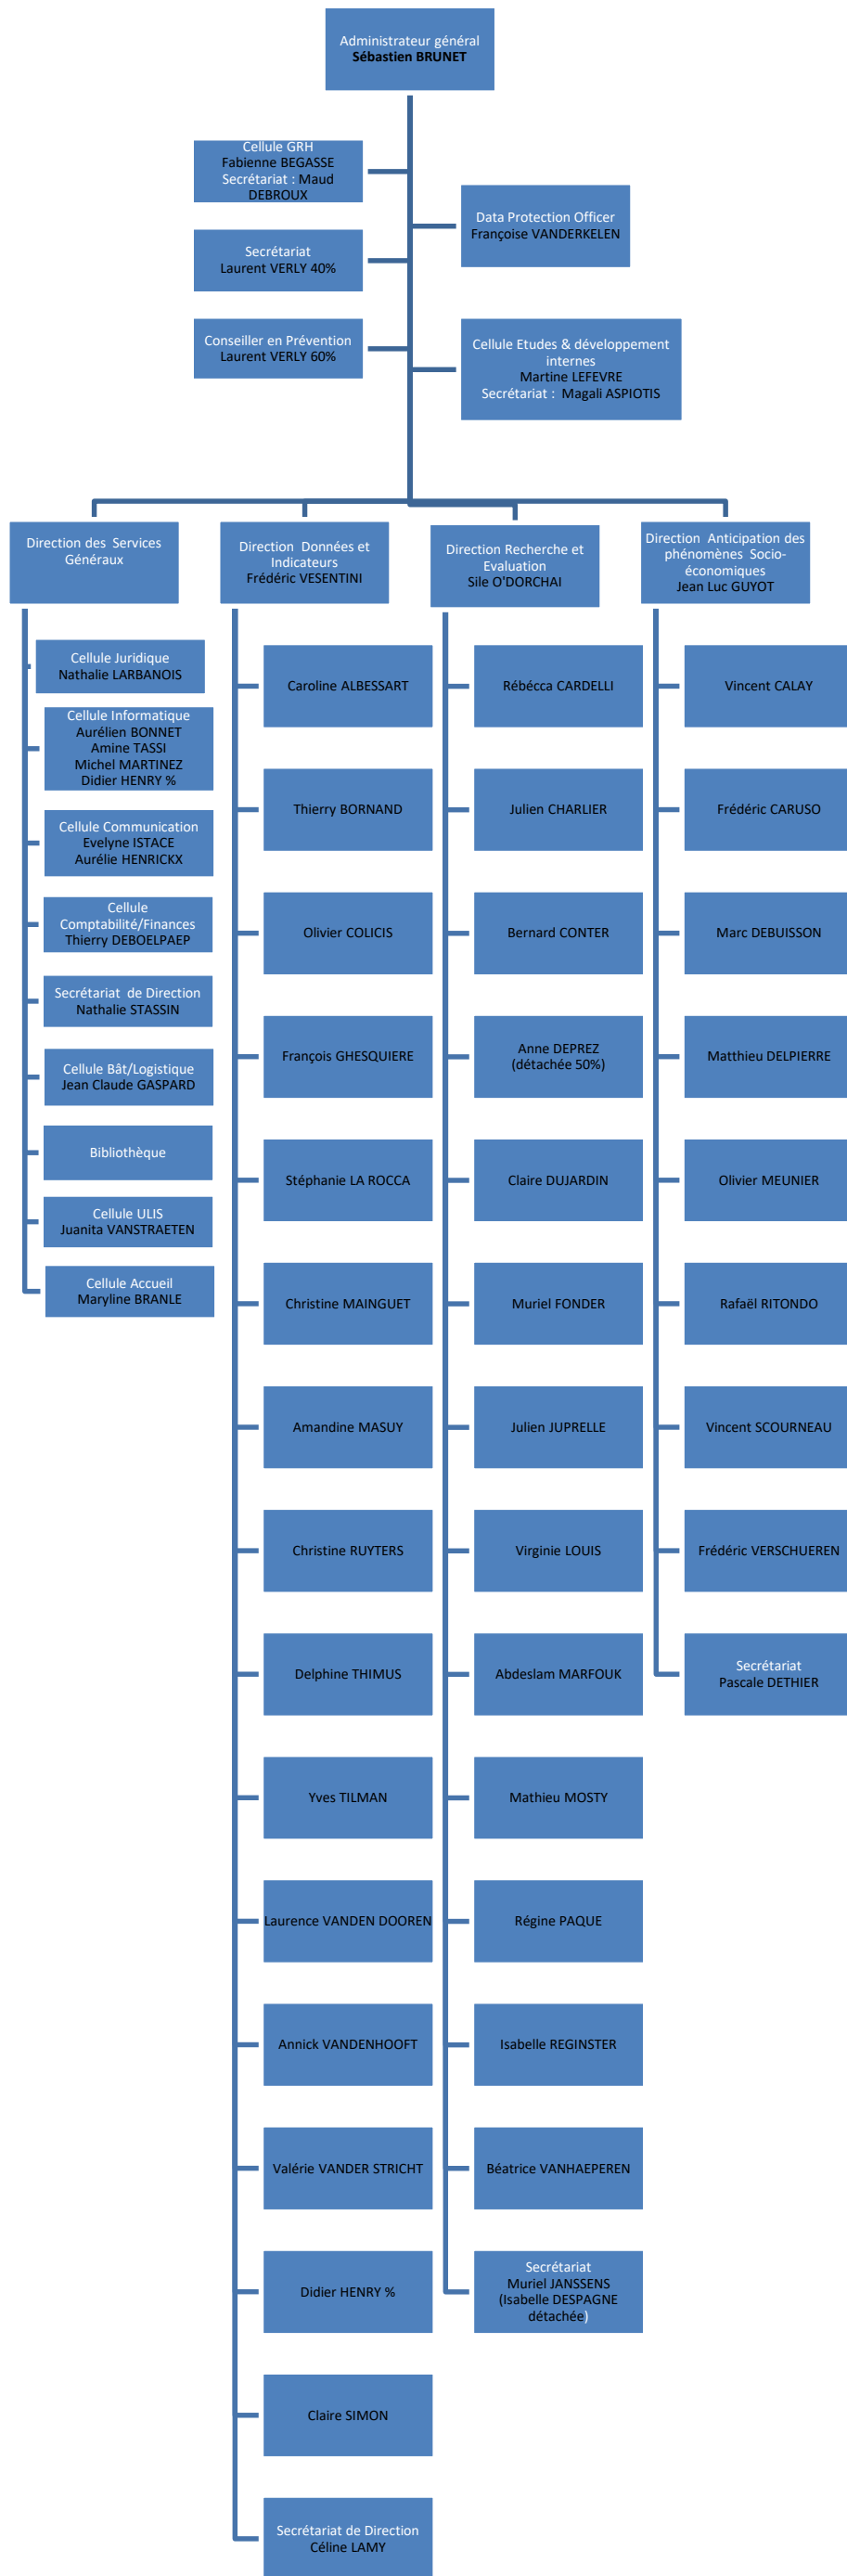 Administrateur général
Sébastien BRUNET
Cellule GRH
Fabienne BEGASSE
Secrétariat : Maud
DEBROUX
Data Protection Officer
Françoise VANDERKELEN
Secrétariat
Laurent VERLY 40%
Conseiller en Prévention
Laurent VERLY 60%
Cellule Etudes & développement
internes
Martine LEFEVRE
Secrétariat : Magali ASPIOTIS
Direction des Services
Généraux
Cellule Juridique
Nathalie LARBANOIS
Cellule Informatique
Aurélien BONNET
Amine TASSI
Michel MARTINEZ
Didier HENRY %
Cellule Communication
Evelyne ISTACE
Aurélie HENRICKX
Cellule
Comptabilité/Finances
Thierry DEBOELPAEP
Secrétariat de Direction
Nathalie STASSIN
Cellule Bât/Logistique
Jean Claude GASPARD
Bibliothèque
Cellule ULIS
Juanita VANSTRAETEN
Cellule Accueil
Maryline BRANLE
Direction Données et
Indicateurs
Frédéric VESENTINI
Caroline ALBESSART
Thierry BORNAND
Olivier COLICIS
François GHESQUIERE
Stéphanie LA ROCCA
Christine MAINGUET
Amandine MASUY
Christine RUYTERS
Delphine THIMUS
Yves TILMAN
Laurence VANDEN DOOREN
Annick VANDENHOOFT
Valérie VANDER STRICHT
Didier HENRY %
Claire SIMON
Secrétariat de Direction
Céline LAMY
Direction Recherche et
Evaluation
Sile O'DORCHAI
Rébécca CARDELLI
Julien CHARLIER
Bernard CONTER
Anne DEPREZ
(détachée 50%)
Claire DUJARDIN
Muriel FONDER
Julien JUPRELLE
Virginie LOUIS
Abdeslam MARFOUK
Mathieu MOSTY
Régine PAQUE
Isabelle REGINSTER
Béatrice VANHAEPEREN
Secrétariat
Muriel JANSSENS
(Isabelle DESPAGNE
détachée)
Direction Anticipation des
phénomènes Socio-
économiques
Jean Luc GUYOT
Vincent CALAY
Frédéric CARUSO
Marc DEBUISSON
Matthieu DELPIERRE
Olivier MEUNIER
Rafaël RITONDO
Vincent SCOURNEAU
Frédéric VERSCHUEREN
Secrétariat
Pascale DETHIER